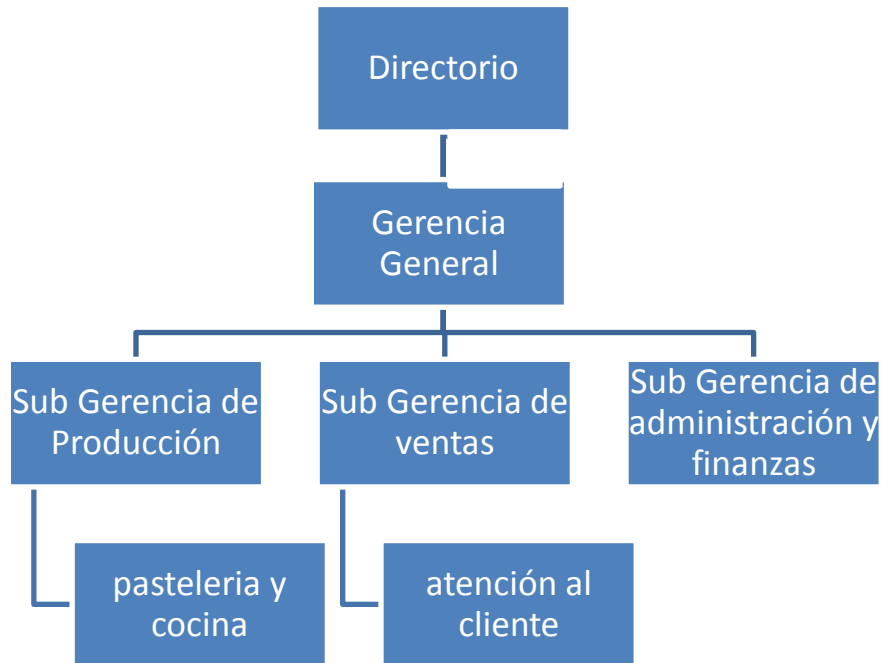 Directorio
Gerencia
General
Sub Gerencia de
Producción
Sub Gerencia de
ventas
Sub Gerencia de
administración y
finanzas
pasteleria y
cocina
atención al
cliente